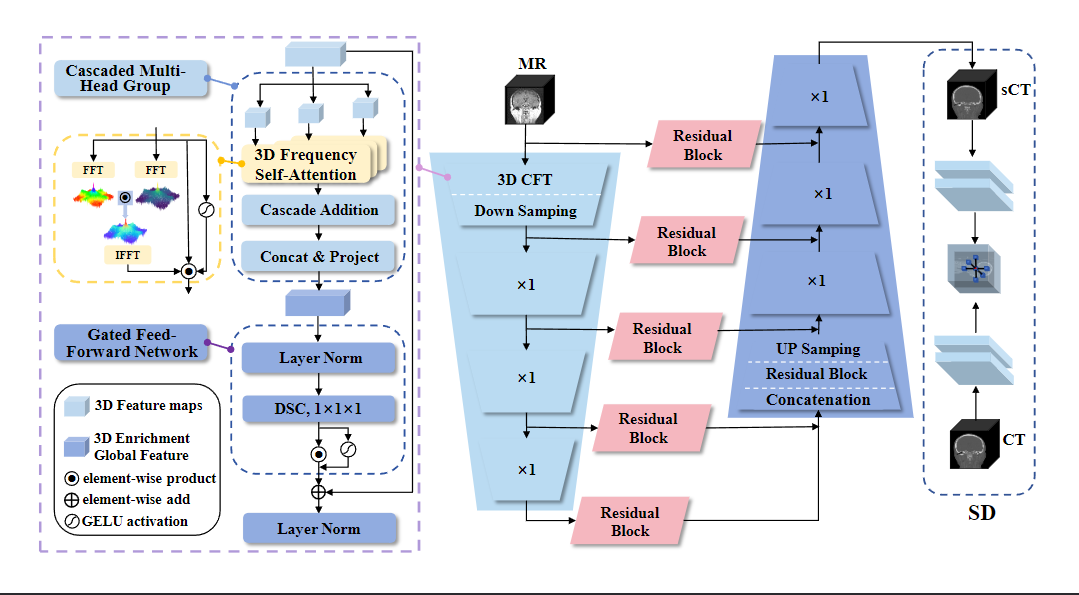 Cascaded Multi-
Head Group
FFT
FFT
IFFT
3D Frequency
Self-Attention
Cascade Addition
Concat & Project
Gated Feed-
Forward Network
Layer Norm
DSC, 1×1×1
Layer Norm
3D Feature maps
3D Enrichment
Global Feature
element-wise product
element-wise add
GELU activation
MR
3D CFT
Down Samping
×1
×1
×1
Residual
Block
Residual
Block
Residual
Block
Residual
Block
Residual
Block
×1
×1
×1
UP Samping
Residual Block
Concatenation
sCT
CT
SD